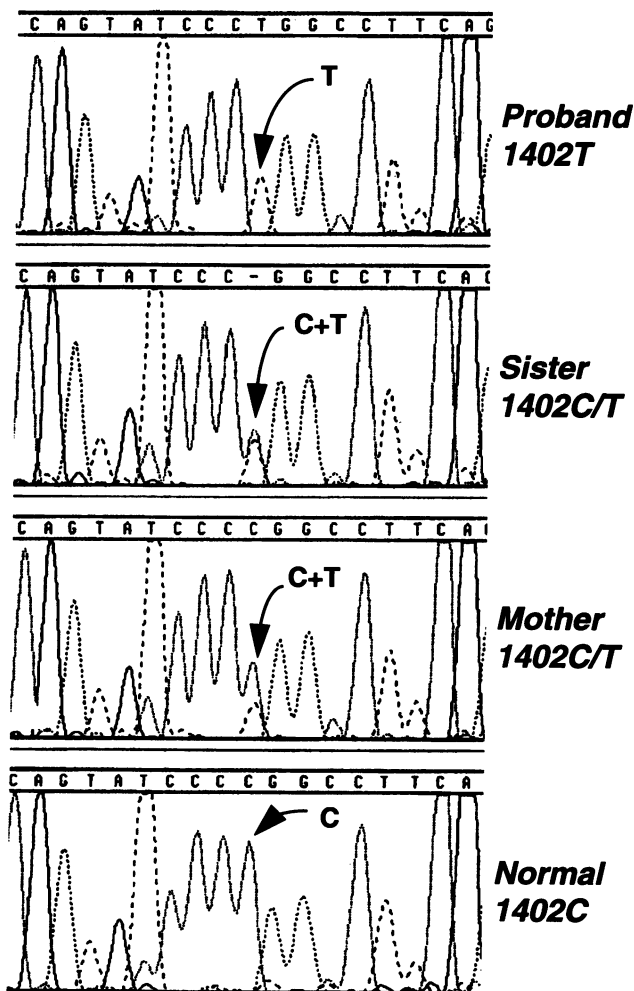 C A G T A T C C C T G G C C T T C A G
T
Proband
1402T
C A G T A T C C C - G G C C T T C A G
C+T
Sister
1402C/T
C A G T A T C C C C G G C C T T C A
C+T
Mother
1402C/T
C A G T A T C C C C G G C C T T C A
C
Normal
1402C